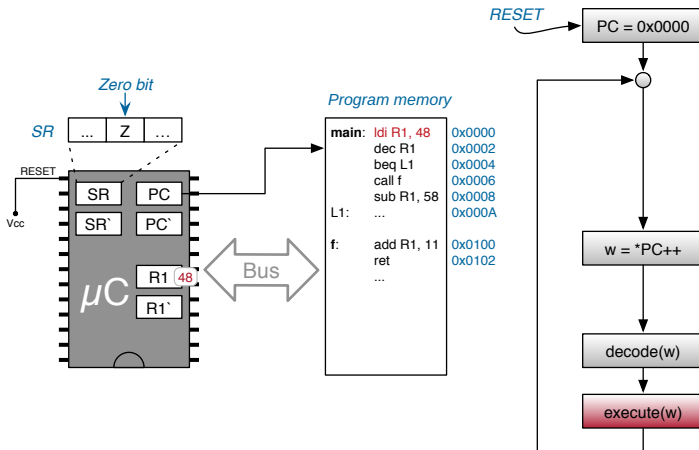 RESET
PC = 0x0000
Zero bit
Program memory
SR
... Z ...
main: ldi R1, 48 0x0000
dec R1 0x0002
beq L1 0x0004
call f 0x0006
sub R1, 58 0x0008
L1: ... 0x000A
f: add R1, 11 0x0100
ret 0x0102
...
RESET
Vcc
SR PC
SR` PC`
R1 48
R1`
µC
Bus
w = *PC++
decode(w)
execute(w)